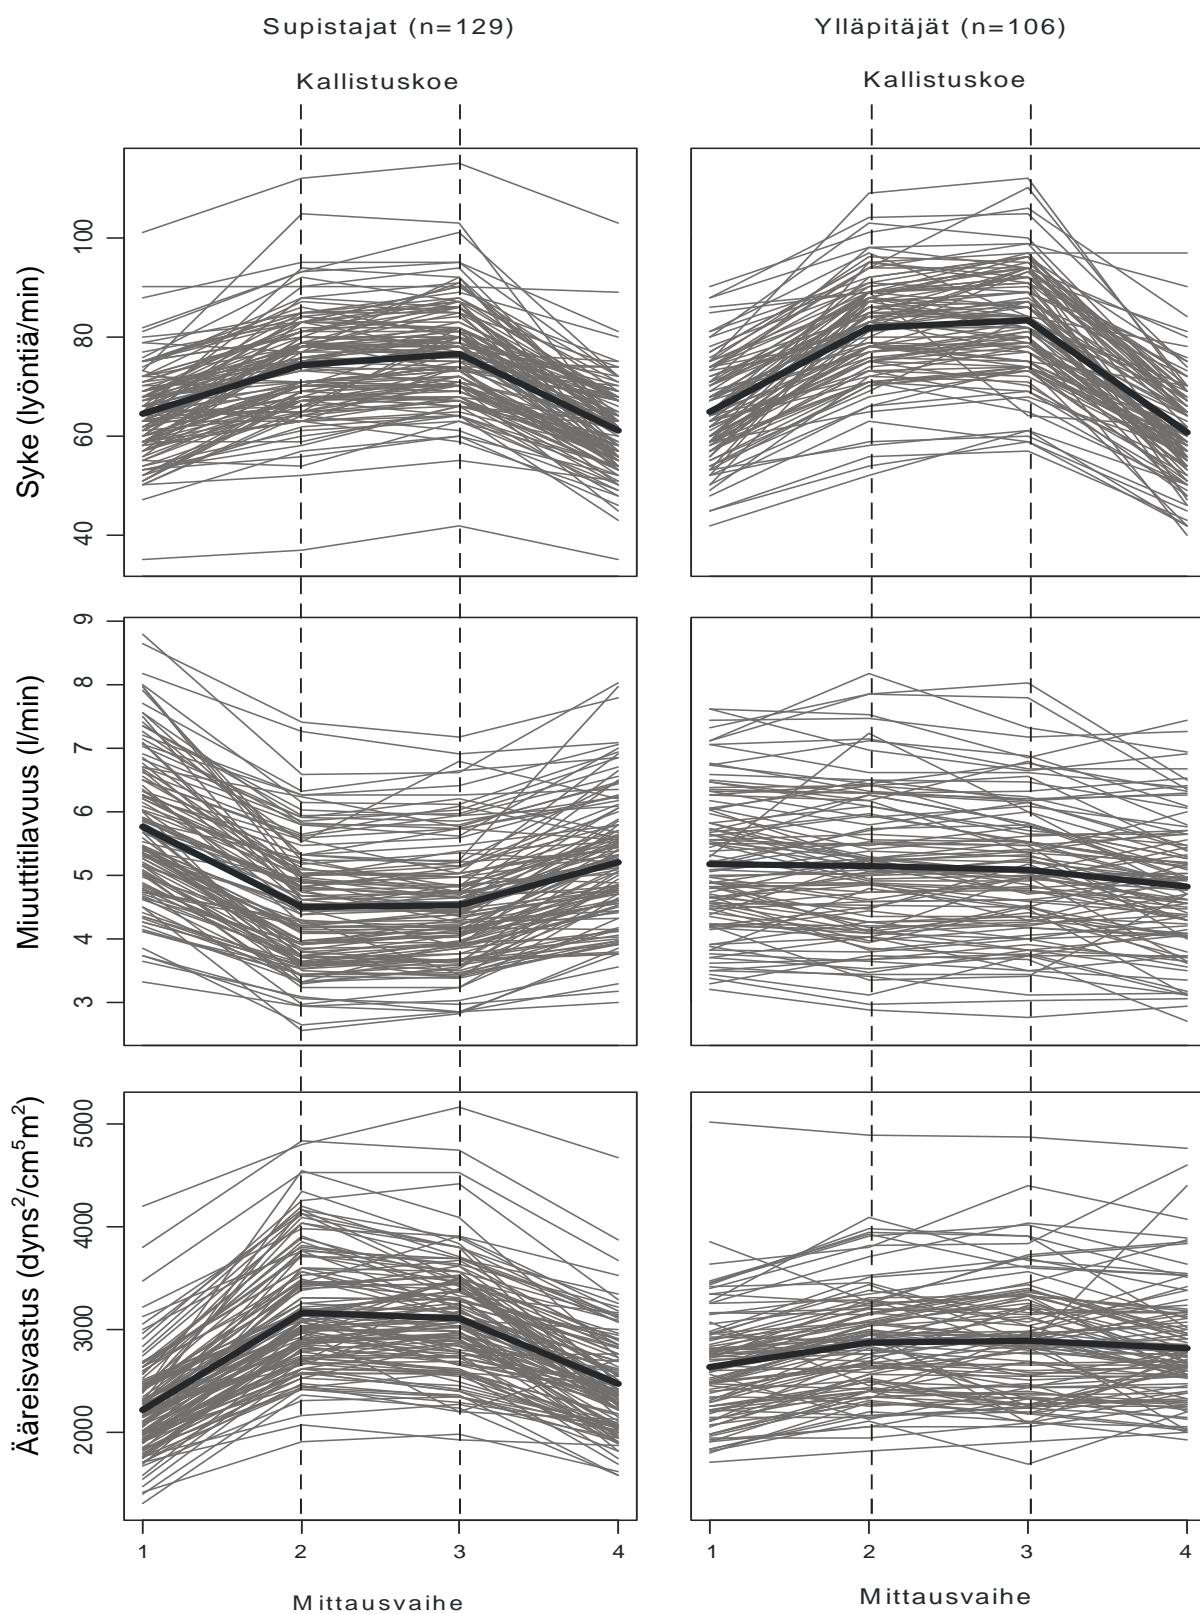 Supistajat (n=129)
Ylläpitäjät (n=106)
Kallistuskoe
Kallistuskoe
Syke (lyöntiä/min)
100
80
60
40
Miuuttitilavuus (l/min)
9
8
7
6
5
4
3
Ääreisvastus (dyns²/cm⁵m²)
5000
4000
3000
2000
1 2 3 4
1 2 3 4
Mittausvaihe
Mittausvaihe